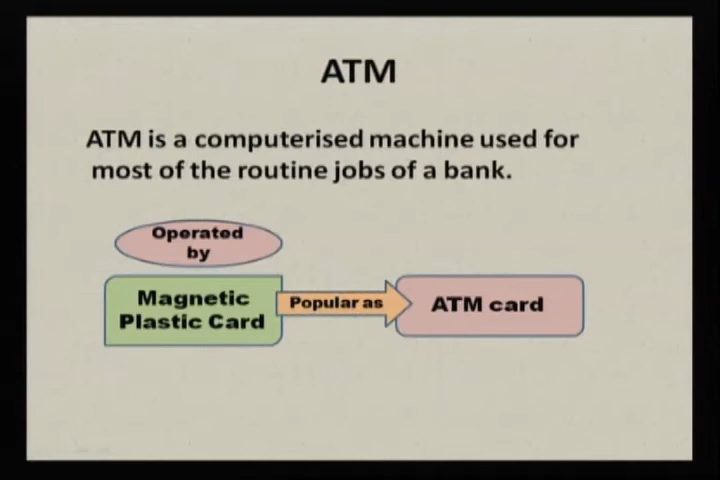 ATM
ATM is a computerised machine used for
most of the routine jobs of a bank.
Operated
by
Magnetic
Plastic Card
Popular as
ATM card